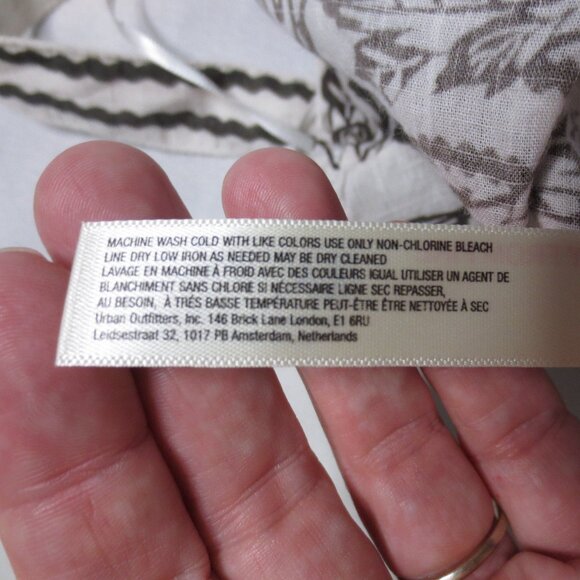 MACHINE WASH COLD WITH LIKE COLORS USE ONLY NON-CHLORINE BLEACH
LINE DRY LOW IRON AS NEEDED MAY BE DRY CLEANED
LAVAGE EN MACHINE À FROID AVEC DES COULEURS IGUAL UTILISER UN AGENT DE
BLANCHIMENT SANS CHLORE SI NÉCESSAIRE LIGNE SEC REPASSER,
AU BESOIN, À TRÉS BASSE TEMPÉRATURE PEUT-ÉTRE ÊTRE NETTOYÉE À SEC
Urban Outfitters, Inc. 146 Brick Lane London, E1 6RU
Leidsestraat 32, 1017 PB Amsterdam, Netherlands